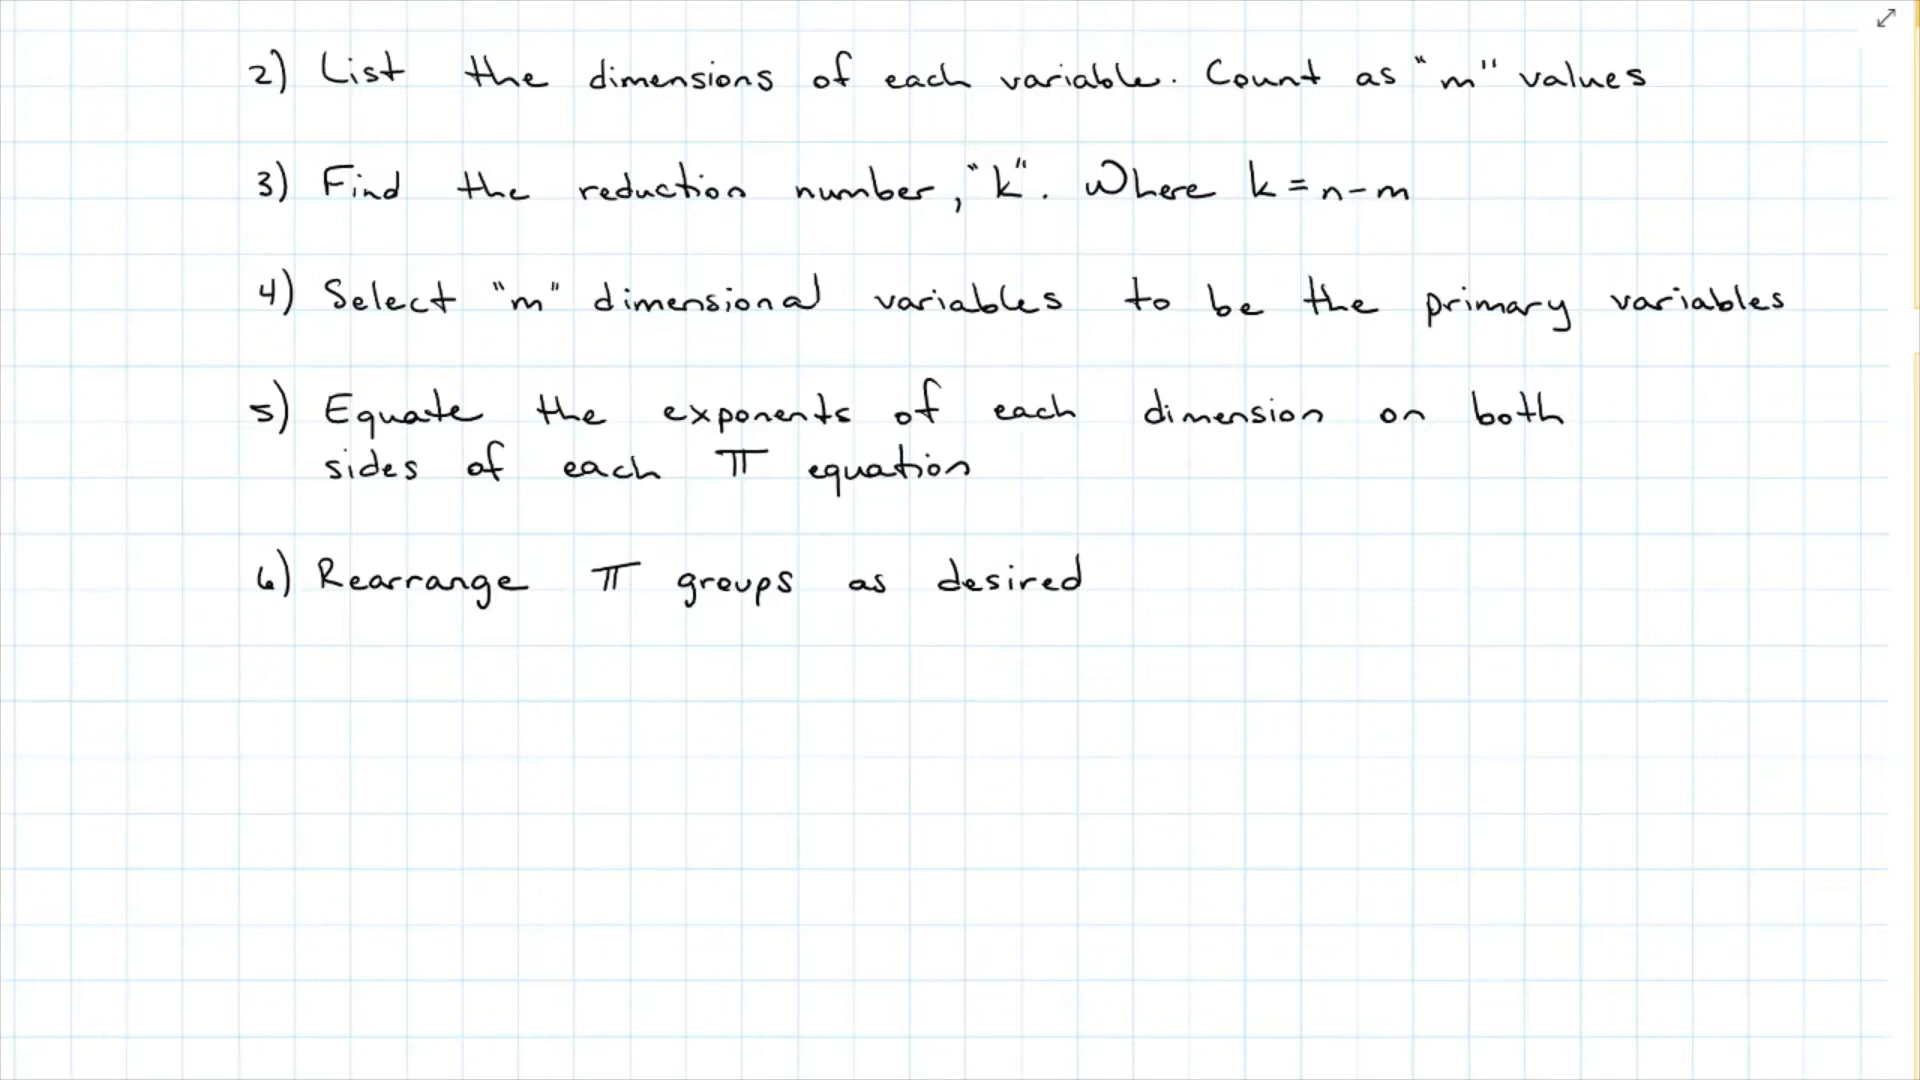 2) List the dimensions of each variable. Count as "m" values
3) Find the reduction number, "k". Where k = n - m
4) Select "m" dimensional variables to be the primary variables
5) Equate the exponents of each dimension on both
sides of each π equation
6) Rearrange π groups as desired